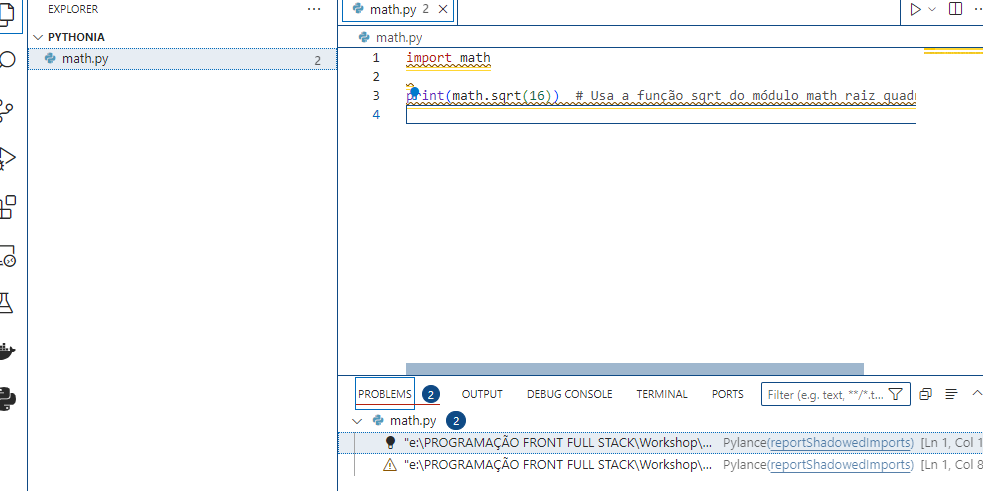 EXPLORER
PYTHONIA
math.py 2
math.py 2
math.py
1 import math
2
3 print(math.sqrt(16)) # Usa a função sqrt do módulo math raiz quad
4
PROBLEMS 2 OUTPUT DEBUG CONSOLE TERMINAL PORTS Filter (e.g. text, **/*.t...
math.py 2
"e:\PROGRAMAÇÃO FRONT FULL STACK\Workshop\... Pylance(reportShadowedImports) [Ln 1, Col 1
"e:\PROGRAMAÇÃO FRONT FULL STACK\Workshop\... Pylance(reportShadowedImports) [Ln 1, Col 8